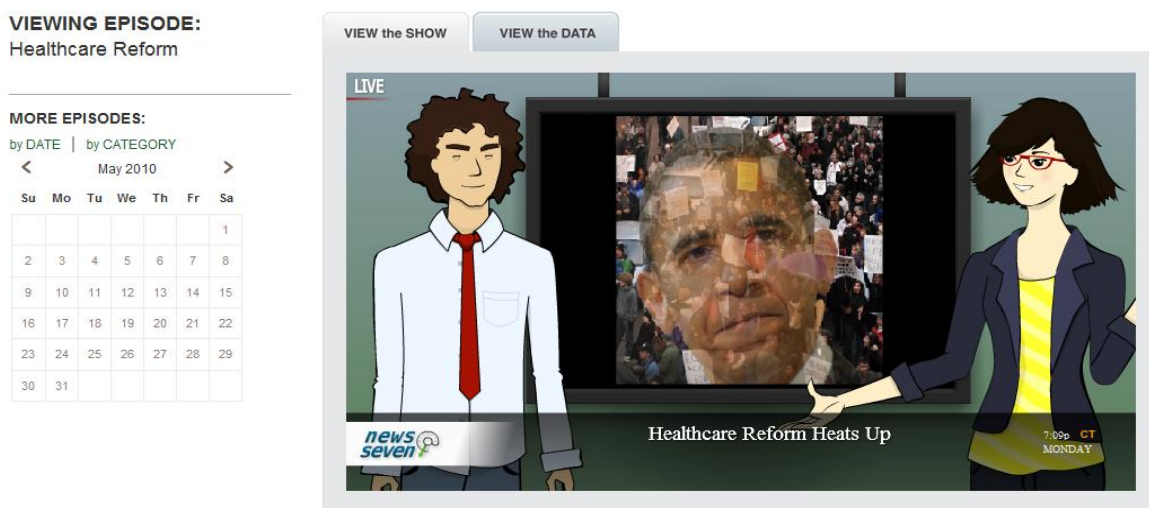 VIEWING EPISODE:
Healthcare Reform
MORE EPISODES:
by DATE | by CATEGORY
< May 2010 >
Su Mo Tu We Th Fr Sa
1
2 3 4 5 6 7 8
9 10 11 12 13 14 15
16 17 18 19 20 21 22
23 24 25 26 27 28 29
30 31
VIEW the SHOW VIEW the DATA
LIVE
news
seven
Healthcare Reform Heats Up
7:09p CT
MONDAY